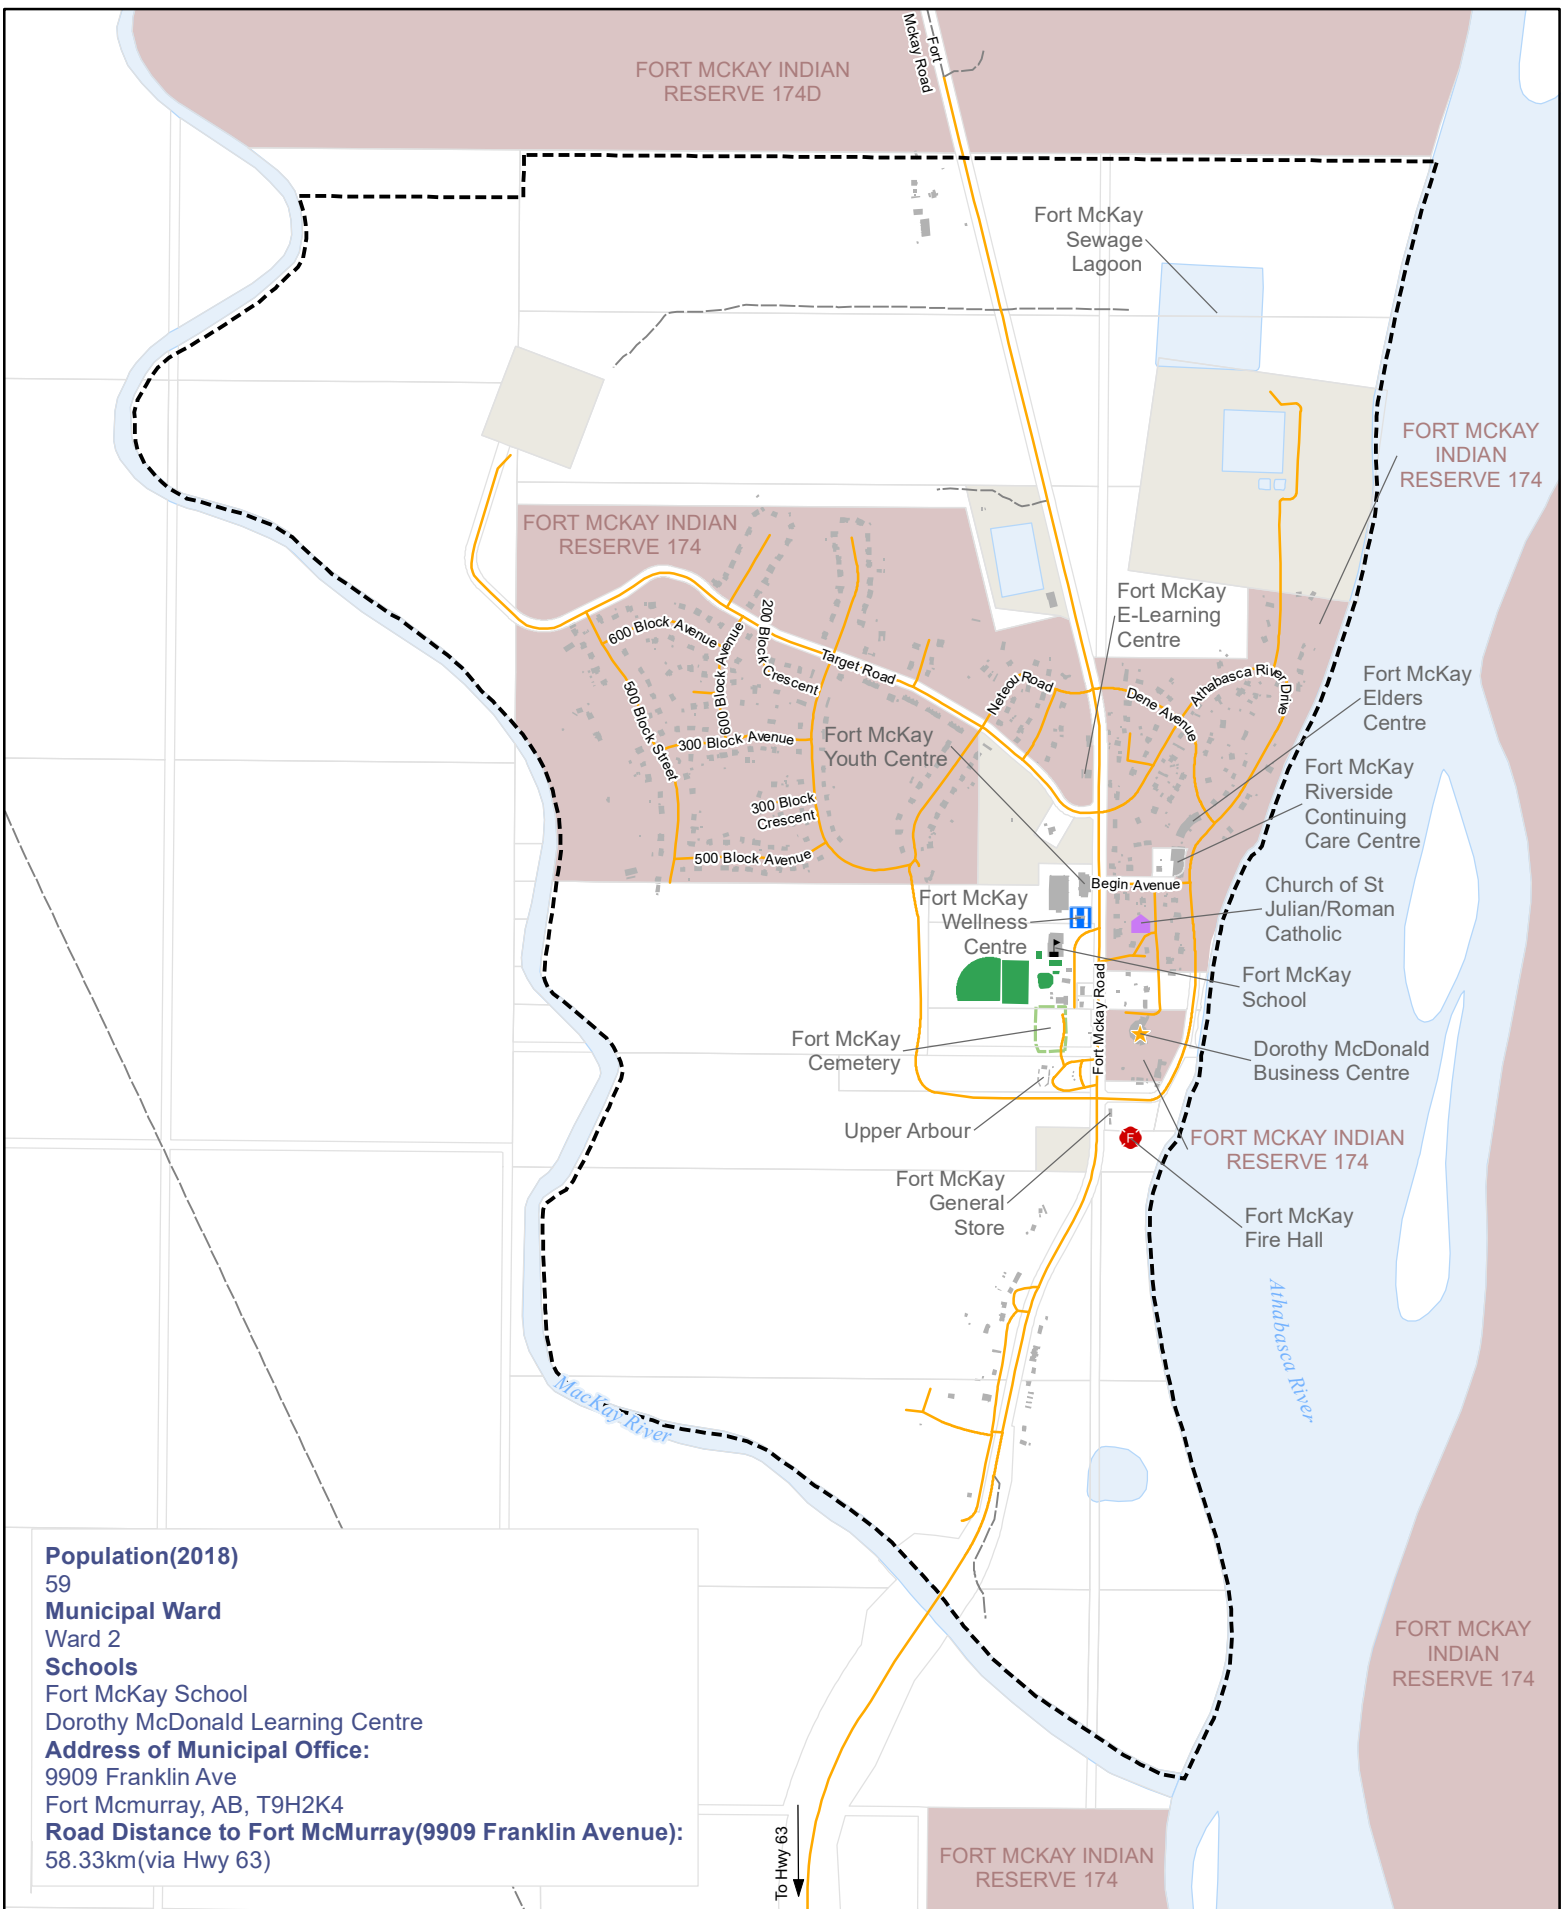 FORT MCKAY INDIAN
RESERVE 174D
Fort
Mckay Road
Fort McKay
Sewage
Lagoon
FORT MCKAY
INDIAN
RESERVE 174
FORT MCKAY INDIAN
RESERVE 174
Fort McKay
E-Learning
Centre
600 Block Avenue
600 Block Avenue
200 Block
Crescent
Target Road
500 Block Street
300 Block Avenue
300 Block
Crescent
500 Block Avenue
Neteou Road
Dene Avenue
Athabasca River Drive
Fort McKay
Youth Centre
Fort McKay
Elders
Centre
Fort McKay
Riverside
Continuing
Care Centre
Begin Avenue
Fort McKay
Wellness
Centre
H
Church of St
Julian/Roman
Catholic
Fort McKay
School
Fort Mckay Road
Fort McKay
Cemetery
Dorothy McDonald
Business Centre
Upper Arbour
F
FORT MCKAY INDIAN
RESERVE 174
Fort McKay
General
Store
Fort McKay
Fire Hall
Athabasca River
MacKay River
Population(2018)
59
Municipal Ward
Ward 2
Schools
Fort McKay School
Dorothy McDonald Learning Centre
Address of Municipal Office:
9909 Franklin Ave
Fort Mcmurray, AB, T9H2K4
Road Distance to Fort McMurray(9909 Franklin Avenue):
58.33km(via Hwy 63)
To Hwy 63
FORT MCKAY
INDIAN
RESERVE 174
FORT MCKAY INDIAN
RESERVE 174